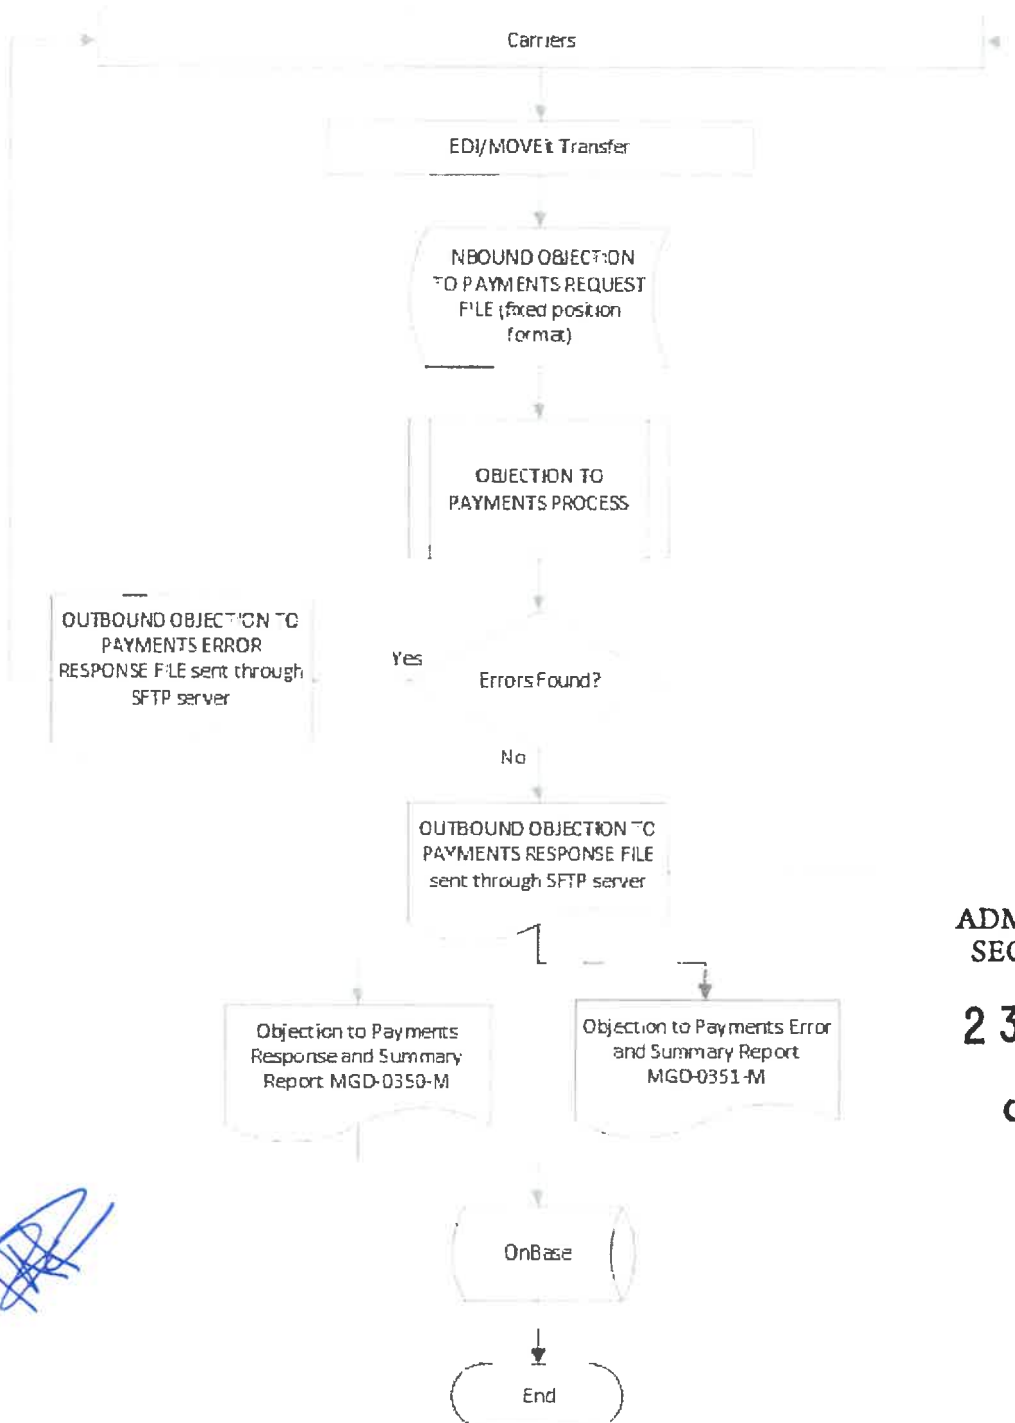 Carriers
EDI/MOVEit Transfer
NBOUND OBJECTION
TO PAYMENTS REQUEST
FILE (fixed position
format)
OBJECTION TO
PAYMENTS PROCESS
OUTBOUND OBJECTION TO
PAYMENTS ERROR
RESPONSE FILE sent through
SFTP server
Yes
Errors Found?
No
OUTBOUND OBJECTION TO
PAYMENTS RESPONSE FILE
sent through SFTP server
ADM
SEC
23
Objection to Payments
Response and Summary
Report MGD-0350-M
Objection to Payments Error
and Summary Report
MGD-0351-M
OnBase
End